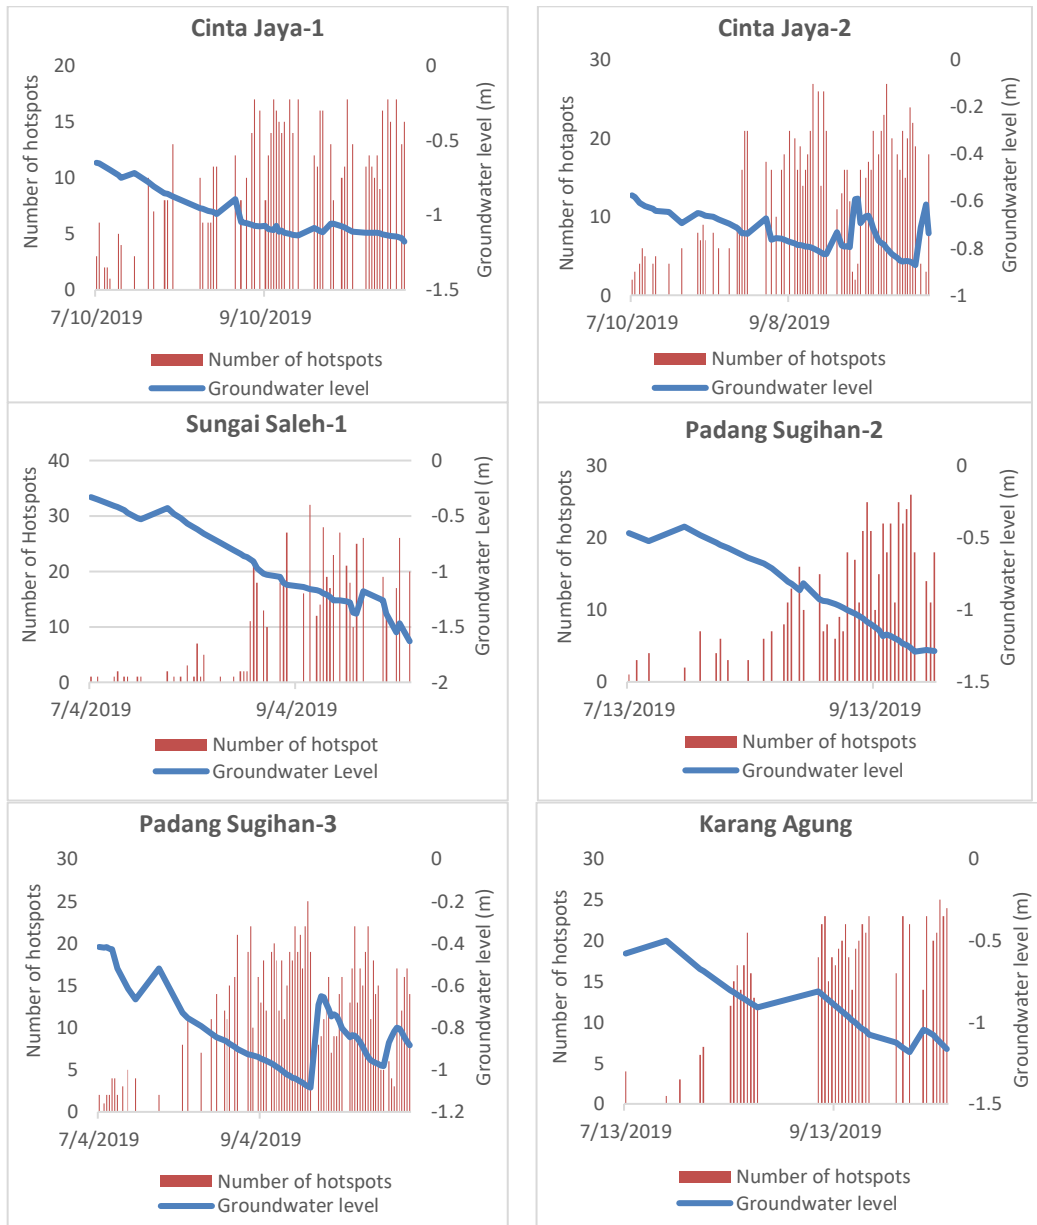 Cinta Jaya-1
Number of hotspots
20
15
10
5
0
0
-0.5
-1
-1.5
Groundwater level (m)
7/10/2019
9/10/2019
Number of hotspots
Groundwater level
Cinta Jaya-2
Number of hotapots
30
20
10
0
0
-0.2
-0.4
-0.6
-0.8
-1
Groundwater level (m)
7/10/2019
9/8/2019
Number of hotspots
Groundwater level
Sungai Saleh-1
Number of Hotspots
40
30
20
10
0
0
-0.5
-1
-1.5
-2
Groundwater Level (m)
7/4/2019
9/4/2019
Number of hotspot
Groundwater Level
Padang Sugihan-2
Number of hotspots
30
20
10
0
0
-0.5
-1
-1.5
Groundwater level (m)
7/13/2019
9/13/2019
Number of hotspots
Groundwater level
Padang Sugihan-3
Number of hotspots
30
25
20
15
10
5
0
0
-0.2
-0.4
-0.6
-0.8
-1
-1.2
Groundwater level (m)
7/4/2019
9/4/2019
Number of hotspots
Groundwater level
Karang Agung
Number of hotspots
30
25
20
15
10
5
0
0
-0.5
-1
-1.5
Groundwater level (m)
7/13/2019
9/13/2019
Number of hotspots
Groundwater level